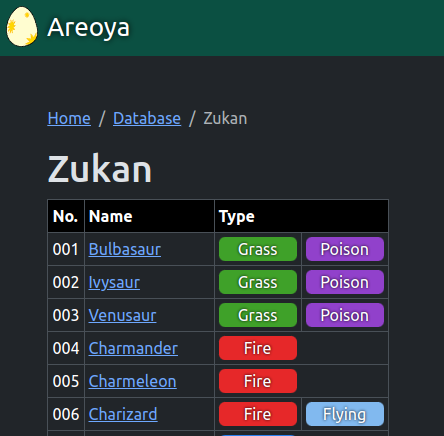 Areoya
Home / Database / Zukan
Zukan
No. Name Type
001 Bulbasaur Grass Poison
002 Ivysaur Grass Poison
003 Venusaur Grass Poison
004 Charmander Fire
005 Charmeleon Fire
006 Charizard Fire Flying